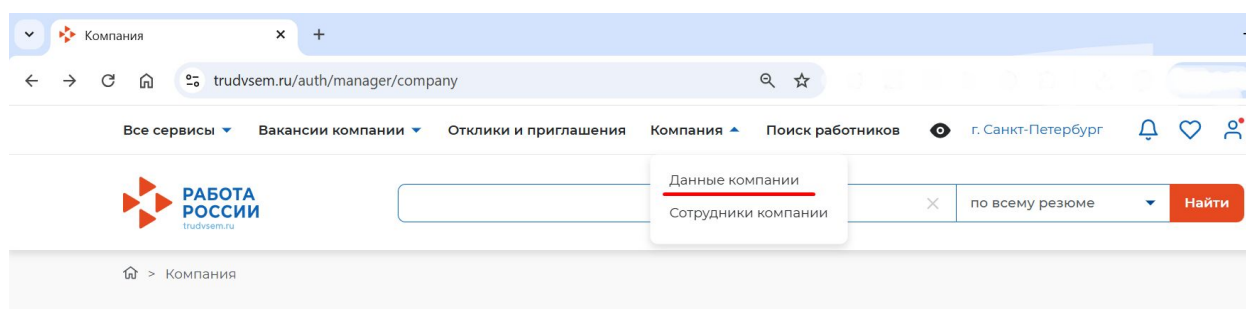 Компания
trudvsem.ru/auth/manager/company
Все сервисы Вакансии компании Отклики и приглашения Компания Поиск работников г. Санкт-Петербург
Данные компании
Сотрудники компании
РАБОТА
РОССИИ
trudvsem.ru
по всему резюме Найти
> Компания